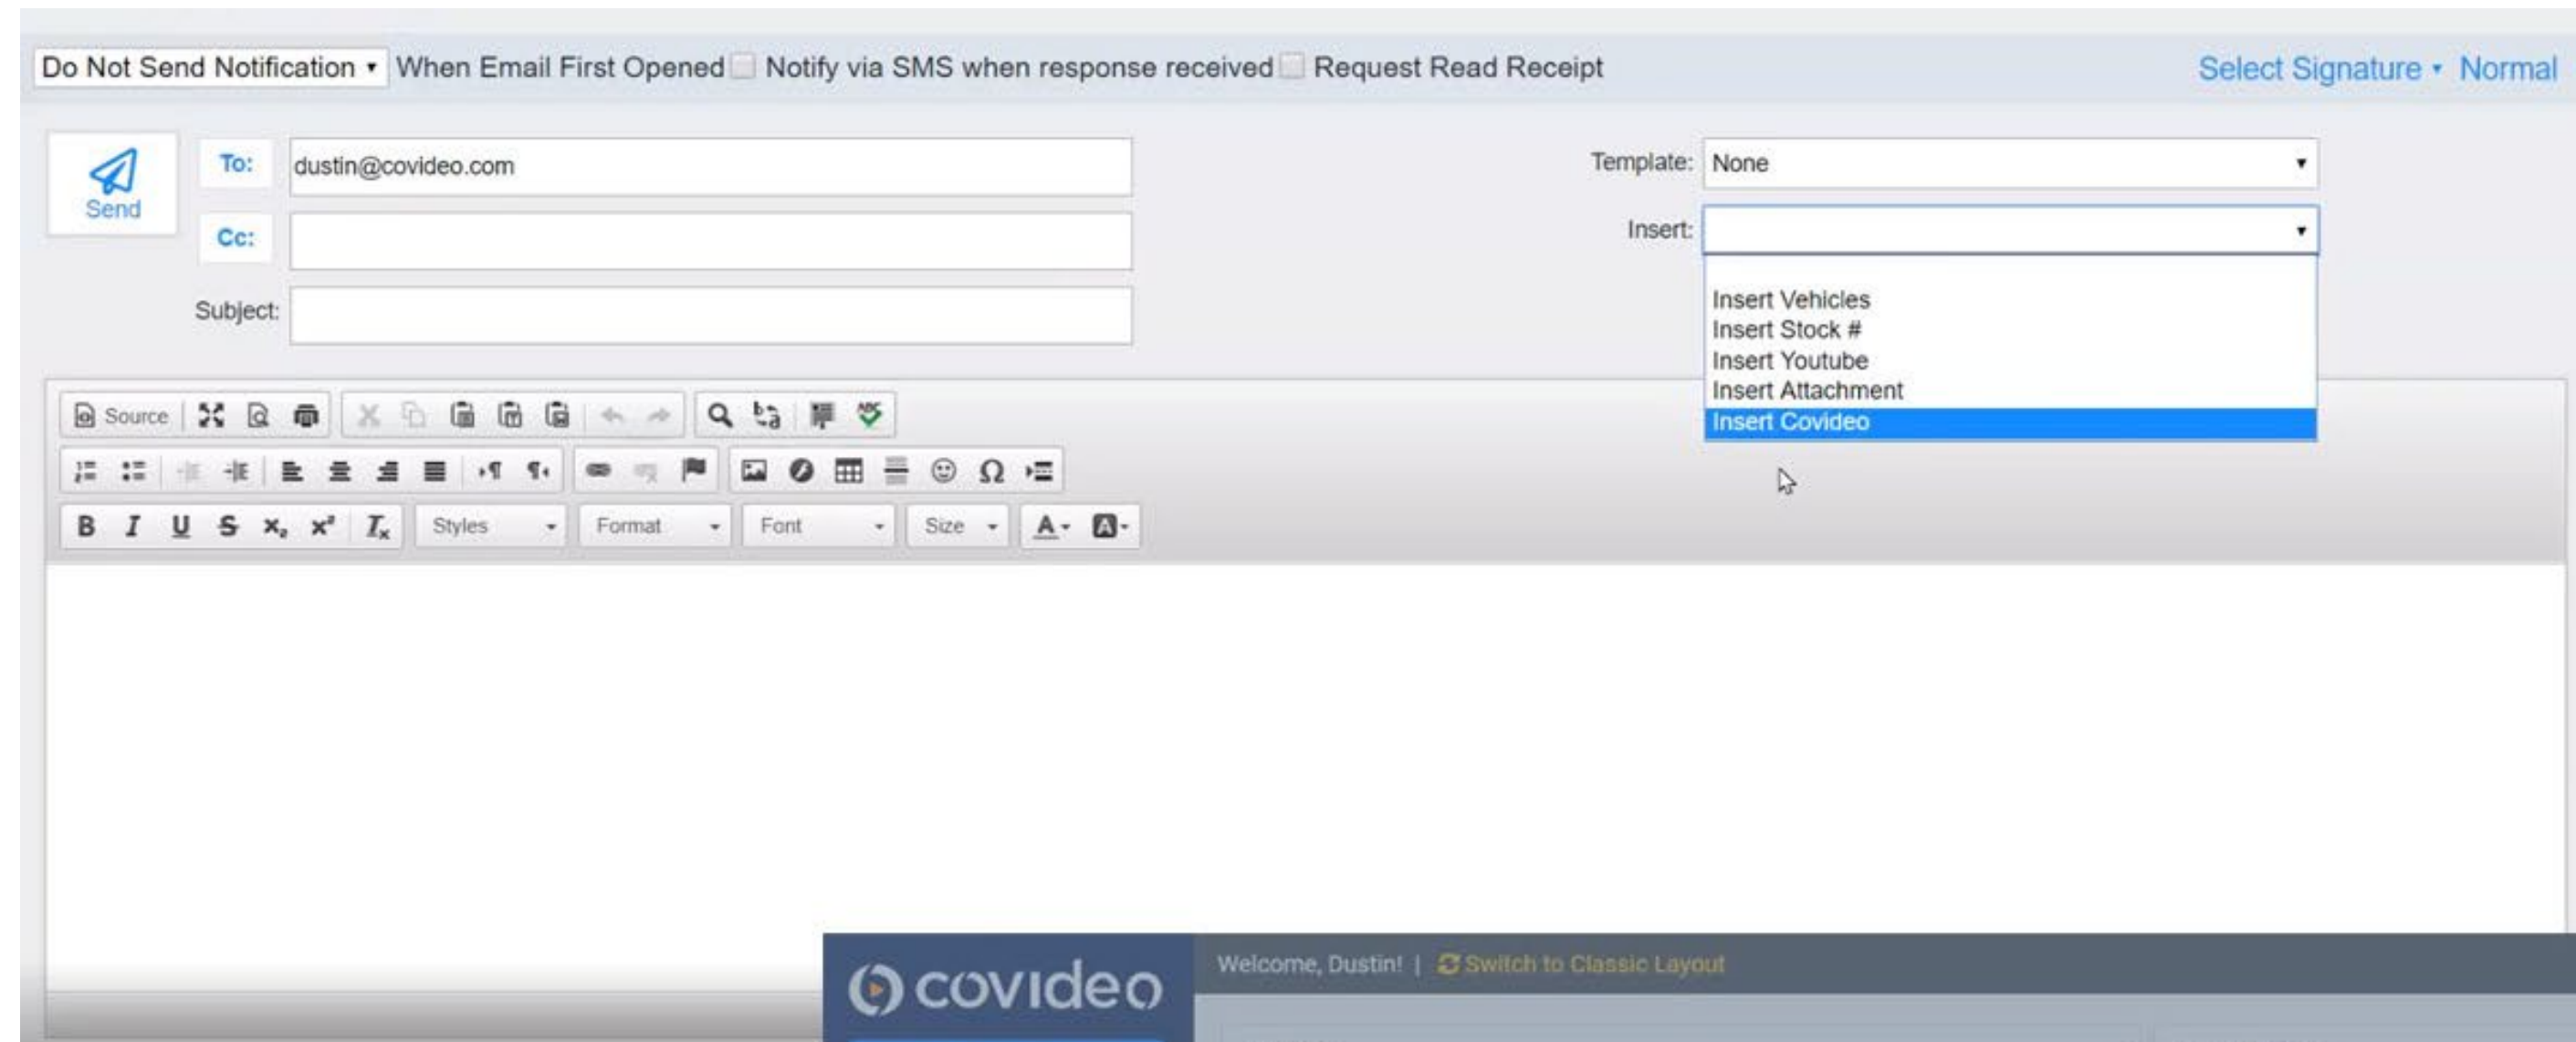 Do Not Send Notification When Email First Opened Notify via SMS when response received Request Read Receipt Select Signature Normal
Send
To: dustin@covideo.com
Cc:
Subject:
Template: None
Insert:
Insert Vehicles
Insert Stock #
Insert Youtube
Insert Attachment
Insert Covideo
Source
Styles Format Font Size
covideo
Welcome, Dustin! | Switch to Classic Layout